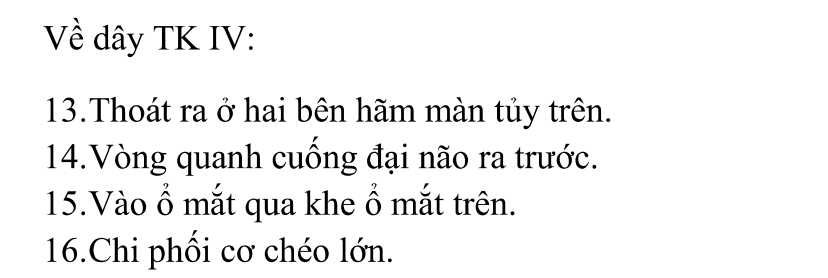 Về dây TK IV:
13.Thoát ra ở hai bên hãm màn tủy trên.
14.Vòng quanh cuống đại não ra trước.
15.Vào ổ mắt qua khe ổ mắt trên.
16.Chi phối cơ chéo lớn.